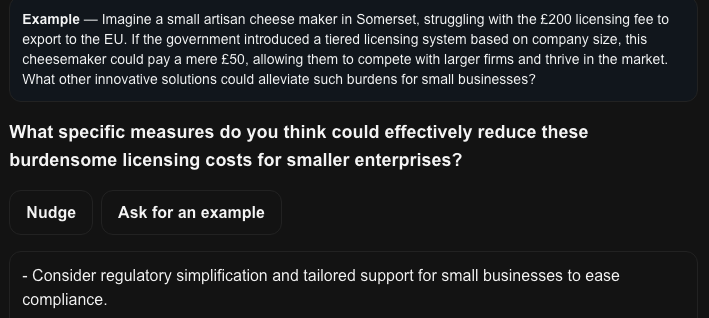 Example — Imagine a small artisan cheese maker in Somerset, struggling with the £200 licensing fee to
export to the EU. If the government introduced a tiered licensing system based on company size, this
cheesemaker could pay a mere £50, allowing them to compete with larger firms and thrive in the market.
What other innovative solutions could alleviate such burdens for small businesses?
What specific measures do you think could effectively reduce these
burdensome licensing costs for smaller enterprises?
Nudge
Ask for an example
- Consider regulatory simplification and tailored support for small businesses to ease
compliance.